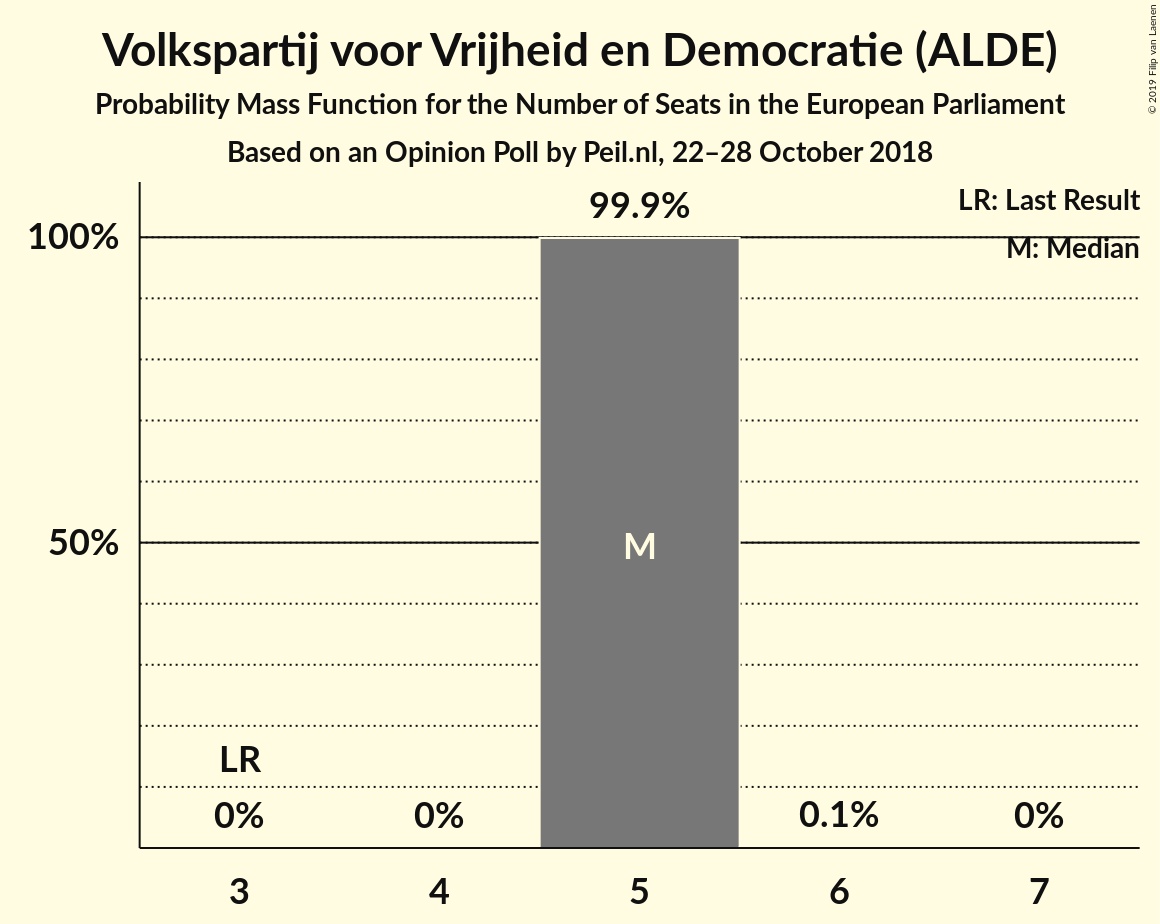 Volkspartij voor Vrijheid en Democratie (ALDE)
Probability Mass Function for the Number of Seats in the European Parliament
Based on an Opinion Poll by Peil.nl, 22–28 October 2018
© 2019 Filip van Laenen
LR: Last Result
M: Median
99.9%
100%
50%
M
LR
0%
0%
0.1%
0%
3
4
5
6
7